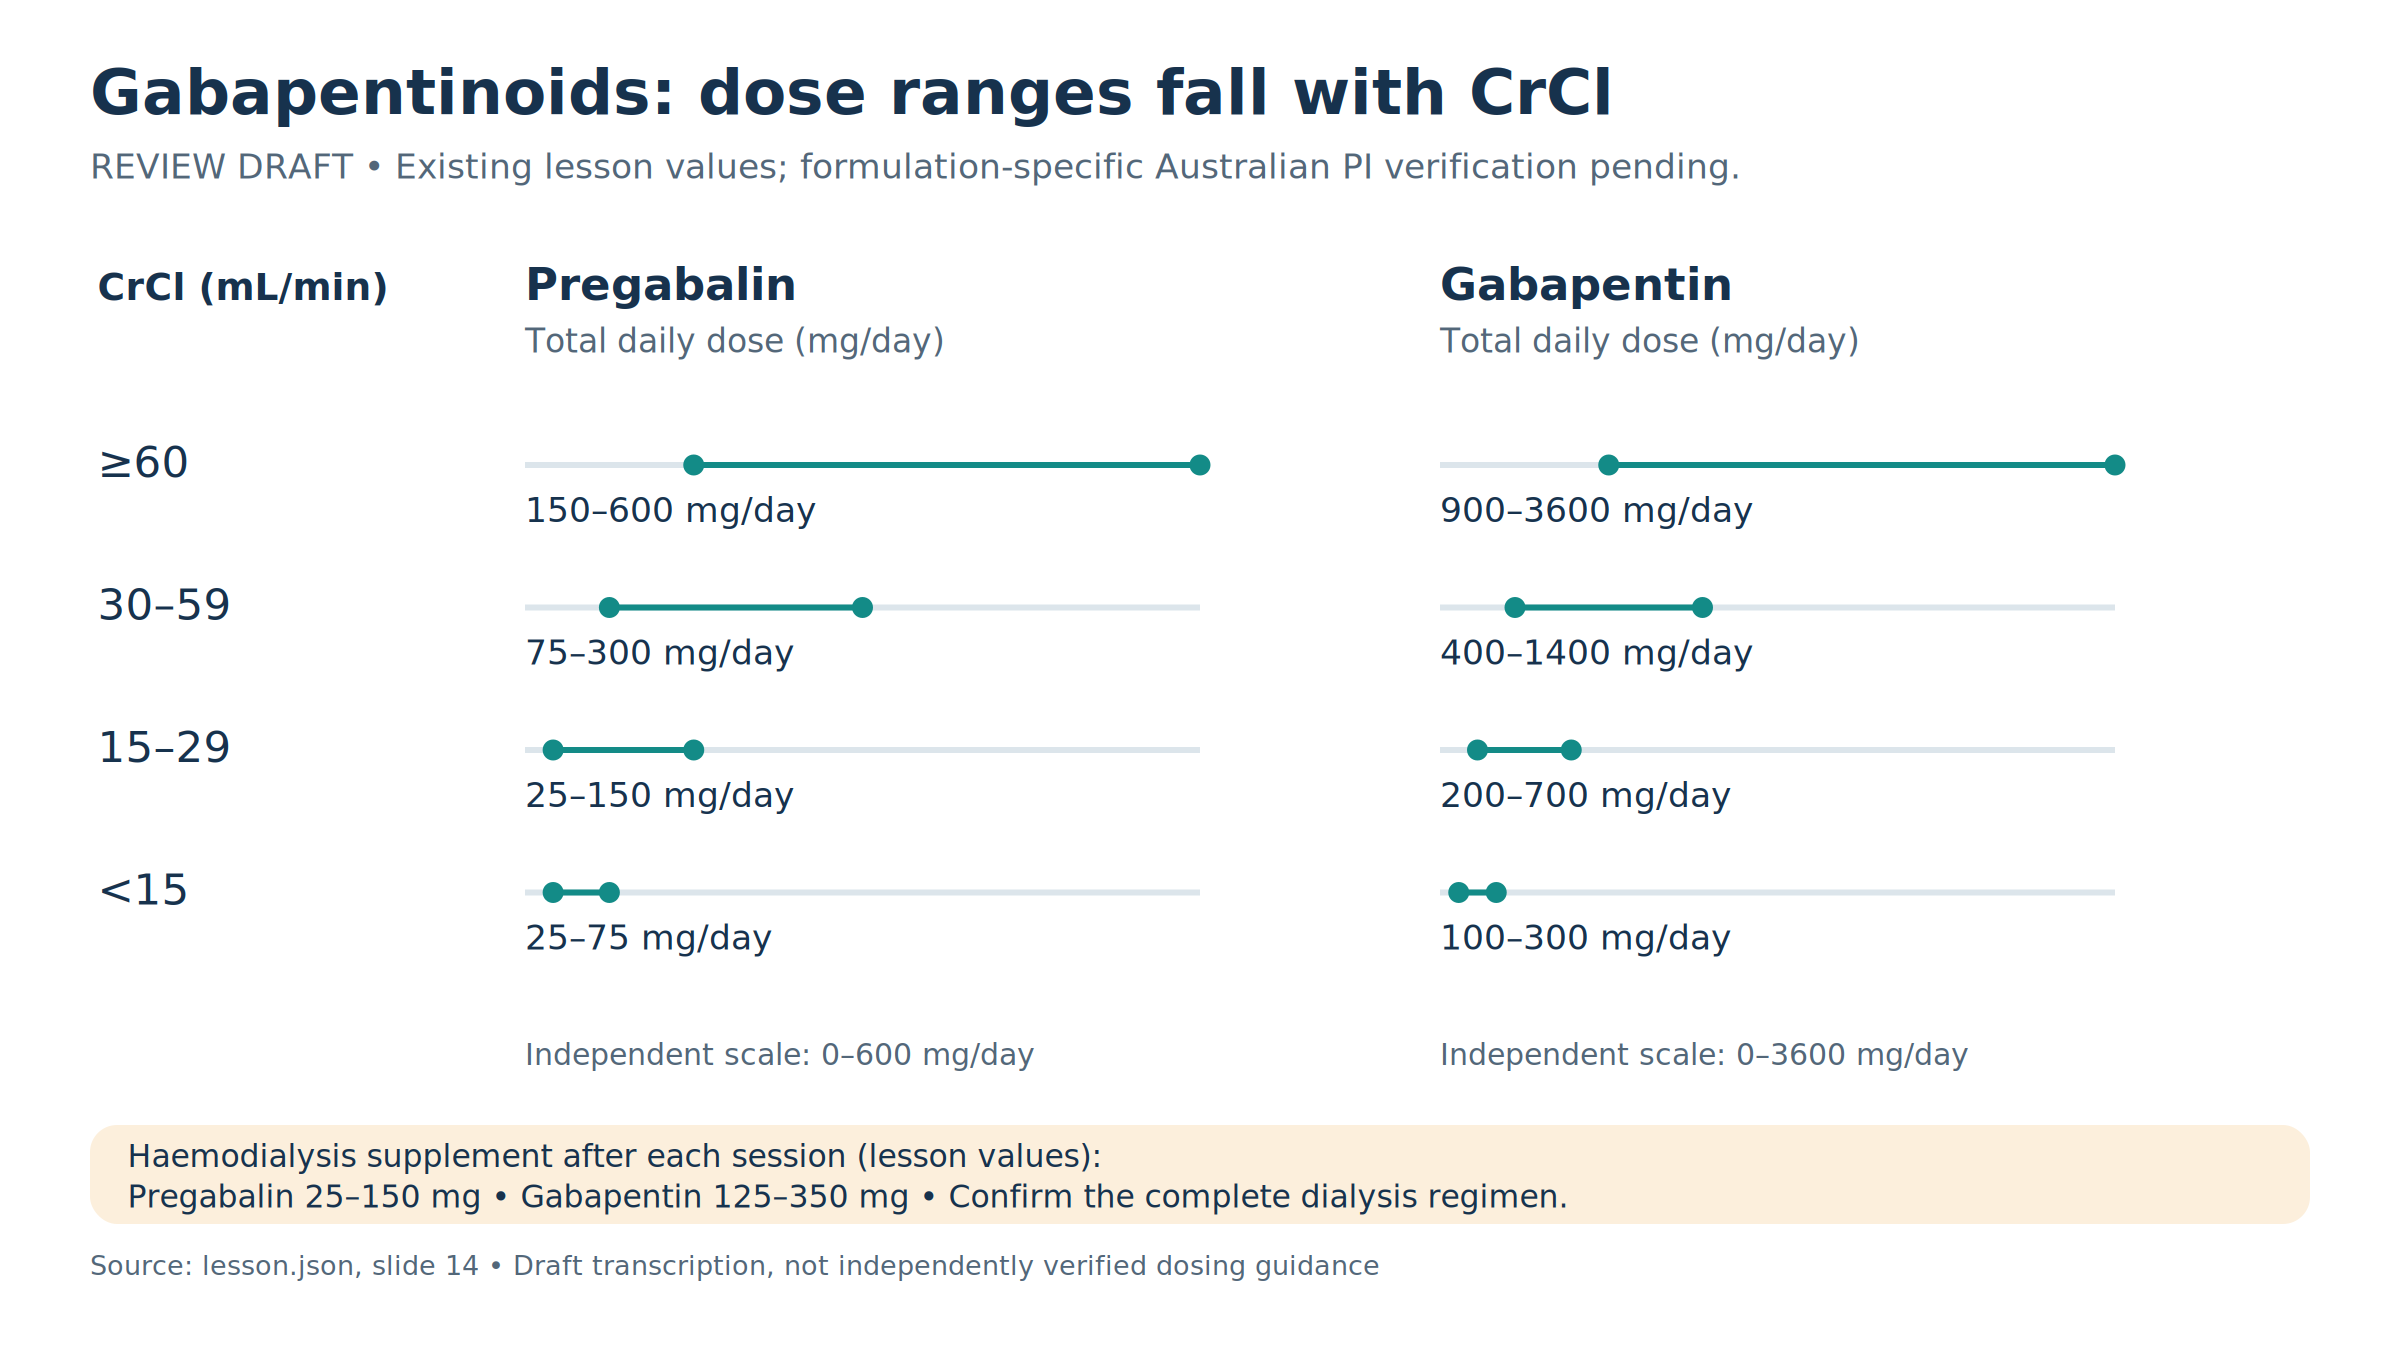 Gabapentinoids: dose ranges fall with CrCl
REVIEW DRAFT • Existing lesson values; formulation-specific Australian PI verification pending.
CrCl (mL/min)
Pregabalin
Total daily dose (mg/day)
Gabapentin
Total daily dose (mg/day)
≥60
150–600 mg/day
900–3600 mg/day
30–59
75–300 mg/day
400–1400 mg/day
15–29
25–150 mg/day
200–700 mg/day
<15
25–75 mg/day
100–300 mg/day
Independent scale: 0–600 mg/day
Independent scale: 0–3600 mg/day
Haemodialysis supplement after each session (lesson values):
Pregabalin 25–150 mg • Gabapentin 125–350 mg • Confirm the complete dialysis regimen.
Source: lesson.json, slide 14 • Draft transcription, not independently verified dosing guidance